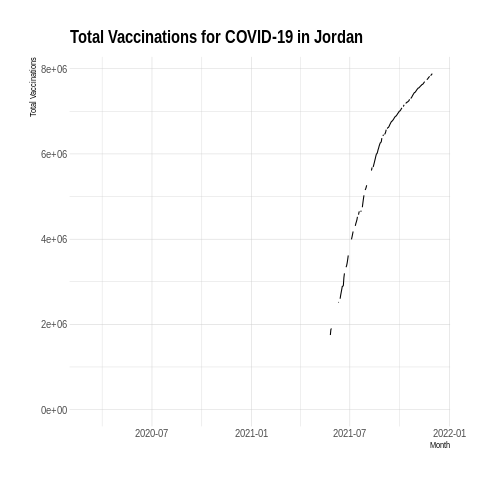 Total Vaccinations for COVID-19 in Jordan
Total Vaccinations
8e+06
6e+06
4e+06
2e+06
0e+00
2020-07 2021-01 2021-07 2022-01
Month